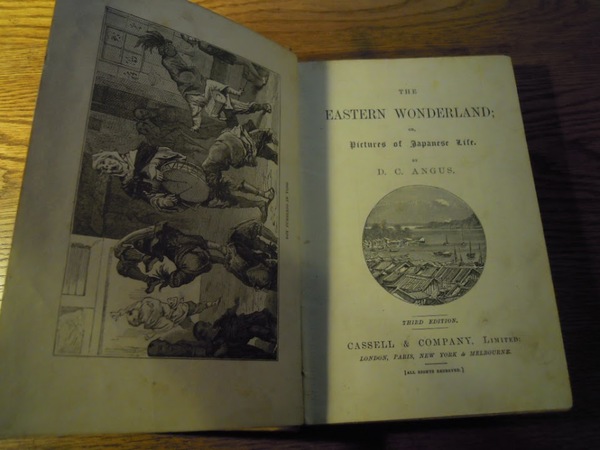 THE
EASTERN WONDERLAND;
OR,
Pictures of Japanese Life.
BY
D. C. ANGUS.
THIRD EDITION.
CASSELL & COMPANY, LIMITED:
LONDON, PARIS, NEW YORK & MELBOURNE.
[ALL RIGHTS RESERVED.]